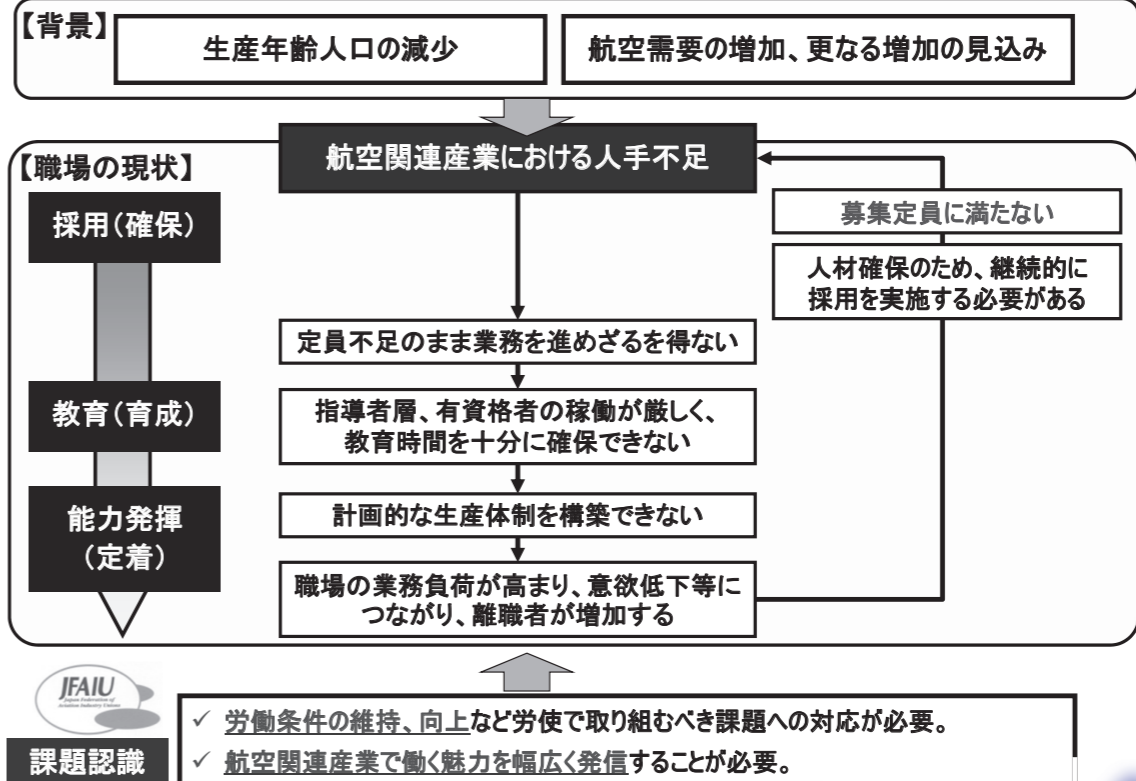 【背景】
生産年齢人口の減少
航空需要の増加、更なる増加の見込み
【職場の現状】
航空関連産業における人手不足
採用(確保)
募集定員に満たない
人材確保のため、継続的に
採用を実施する必要がある
定員不足のまま業務を進めざるを得ない
教育(育成)
指導者層、有資格者の稼働が厳しく、
教育時間を十分に確保できない
能力発揮
(定着)
計画的な生産体制を構築できない
職場の業務負荷が高まり、意欲低下等に
つながり、離職者が増加する
JFAIU
Japan Federation of
Aviation Industry Unions
課題認識
✓ 労働条件の維持、向上など労使で取り組むべき課題への対応が必要。
✓ 航空関連産業で働く魅力を幅広く発信することが必要。